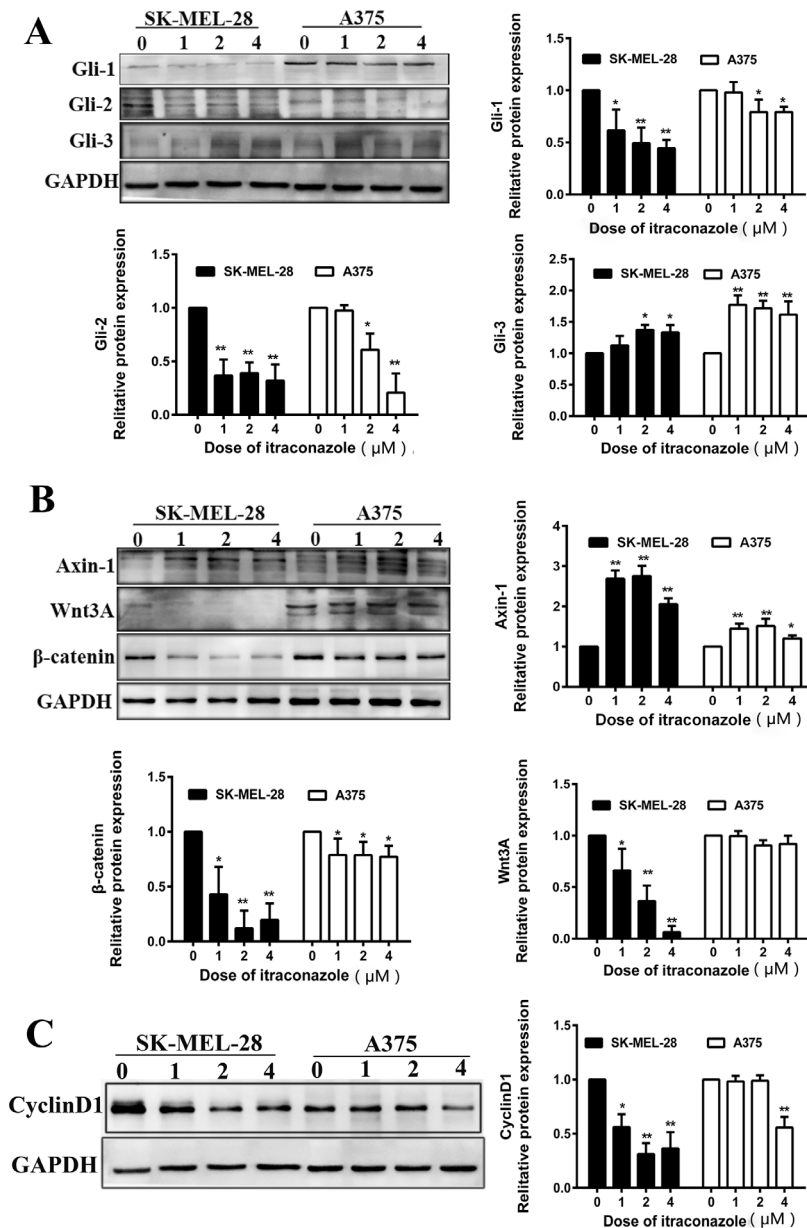 A
SK-MEL-28 A375
0 1 2 4 0 1 2 4
Gli-1
Gli-2
Gli-3
GAPDH
Gli-1
Relitative protein expression
1.5
1.0
0.5
0.0
SK-MEL-28 A375
* ** ** * *
0 1 2 4 0 1 2 4
Dose of itraconazole ( μM )
Gli-2
Relitative protein expression
1.5
1.0
0.5
0.0
SK-MEL-28 A375
** ** ** * **
0 1 2 4 0 1 2 4
Dose of itraconazole ( μM )
Gli-3
Relitative protein expression
2.5
2.0
1.5
1.0
0.5
0.0
SK-MEL-28 A375
* * ** ** **
0 1 2 4 0 1 2 4
Dose of itraconazole ( μM )
B
SK-MEL-28 A375
0 1 2 4 0 1 2 4
Axin-1
Wnt3A
β-catenin
GAPDH
Axin-1
Relitative protein expression
4
3
2
1
0
SK-MEL-28 A375
** ** ** ** ** *
0 1 2 4 0 1 2 4
Dose of itraconazole ( μM )
β-catenin
Relitative protein expression
1.5
1.0
0.5
0.0
SK-MEL-28 A375
* ** ** * * *
0 1 2 4 0 1 2 4
Dose of itraconazole ( μM )
Wnt3A
Relitative protein expression
1.5
1.0
0.5
0.0
SK-MEL-28 A375
* ** **
0 1 2 4 0 1 2 4
Dose of itraconazole ( μM )
C
SK-MEL-28 A375
0 1 2 4 0 1 2 4
CyclinD1
GAPDH
CyclinD1
Relitative protein expression
1.5
1.0
0.5
0.0
SK-MEL-28 A375
* ** ** **
0 1 2 4 0 1 2 4
Dose of itraconazole ( μM )